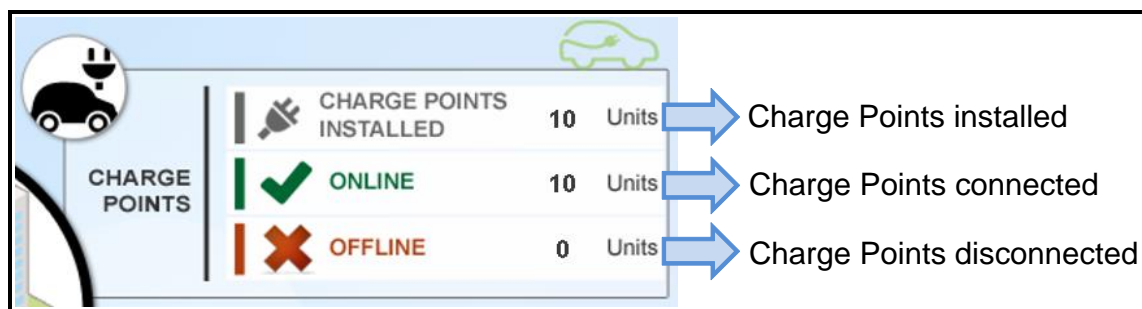 CHARGE POINTS
INSTALLED
10 Units
Charge Points installed
CHARGE
POINTS
ONLINE
10 Units
Charge Points connected
OFFLINE
0 Units
Charge Points disconnected